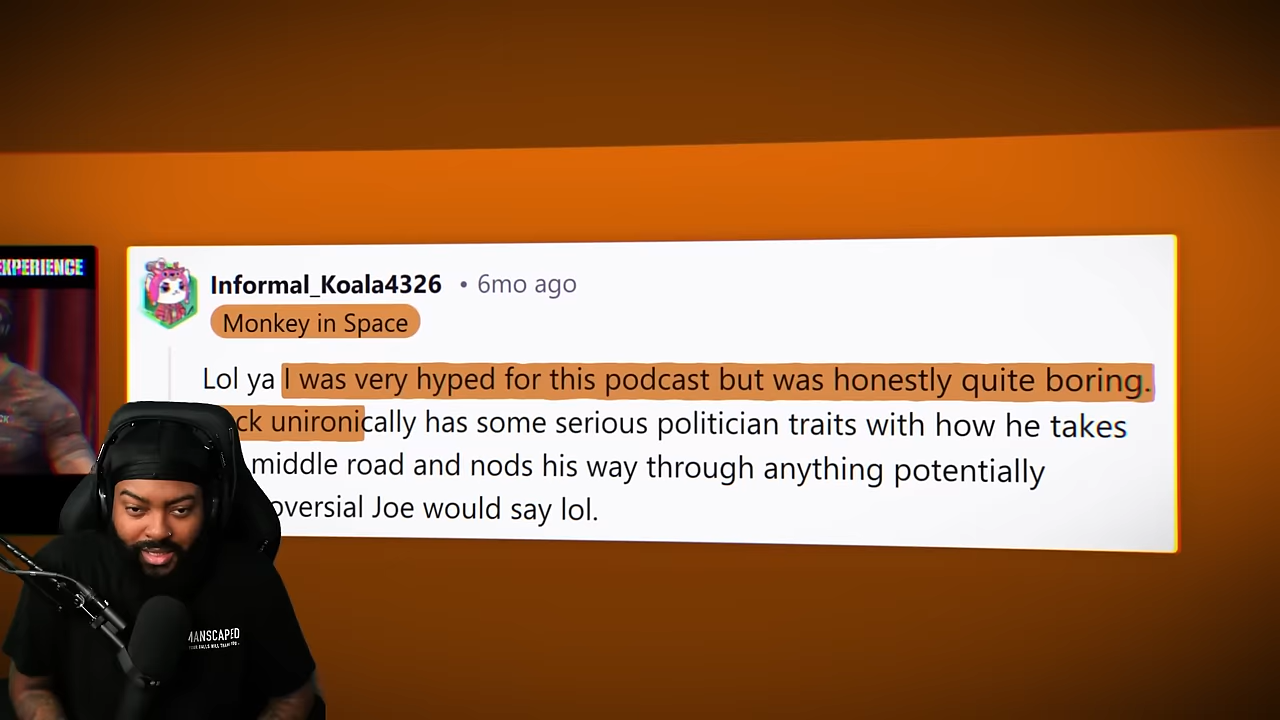 EXPERIENCE
Informal_Koala4326 • 6mo ago
Monkey in Space
Lol ya I was very hyped for this podcast but was honestly quite boring.
unironically has some serious politician traits with how he takes
middle road and nods his way through anything potentially
Joe would say lol.
MANSCAPED